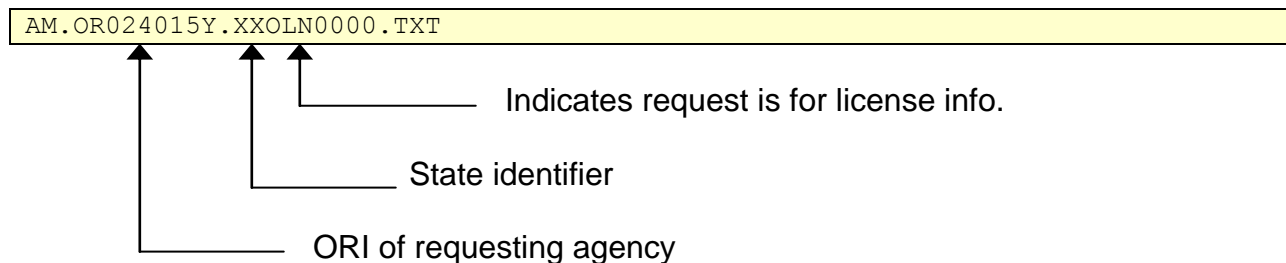 AM.OR024015Y.XXOLN0000.TXT
Indicates request is for license info.
State identifier
ORI of requesting agency